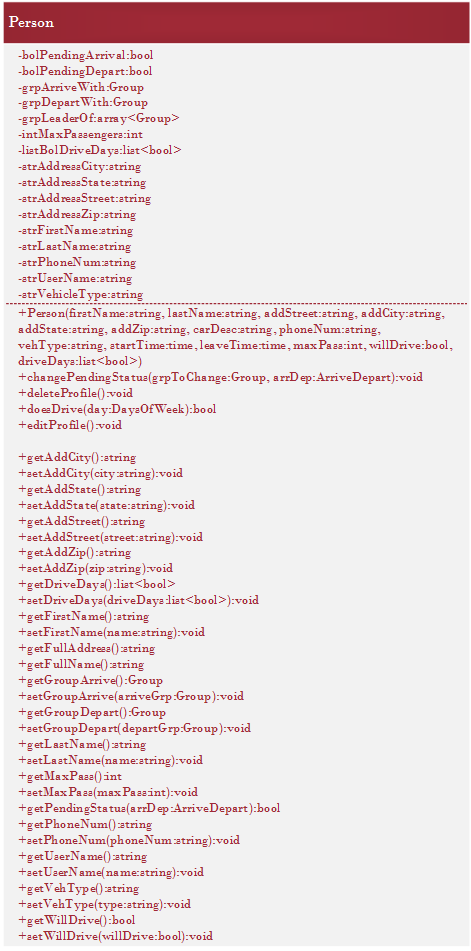 Person
-bolPendingArrival:bool
-bolPendingDepart:bool
-grpArriveWith:Group
-grpDepartWith:Group
-grpLeaderOf:array<Group>
-intMaxPassengers:int
-listBolDriveDays:list<bool>
-strAddressCity:string
-strAddressState:string
-strAddressStreet:string
-strAddressZip:string
-strFirstName:string
-strLastName:string
-strPhoneNum:string
-strUserName:string
-strVehicleType:string
+Person(firstName:string, lastName:string, addStreet:string, addCity:string,
addState:string, addZip:string, carDesc:string, phoneNum:string,
vehType:string, startTime:time, leaveTime:time, maxPass:int, willDrive:bool,
driveDays:list<bool>)
+changePendingStatus(grpToChange:Group, arrDep:ArriveDepart):void
+deleteProfile():void
+doesDrive(day:DaysOfWeek):bool
+editProfile():void
+getAddCity():string
+setAddCity(city:string):void
+getAddState():string
+setAddState(state:string):void
+getAddStreet():string
+setAddStreet(street:string):void
+getAddZip():string
+setAddZip(zip:string):void
+getDriveDays():list<bool>
+setDriveDays(driveDays:list<bool>):void
+getFirstName():string
+setFirstName(name:string):void
+getFullAddress():string
+getFullName():string
+getGroupArrive():Group
+setGroupArrive(arriveGrp:Group):void
+getGroupDepart():Group
+setGroupDepart(departGrp:Group):void
+getLastName():string
+setLastName(name:string):void
+getMaxPass():int
+setMaxPass(maxPass:int):void
+getPendingStatus(arrDep:ArriveDepart):bool
+getPhoneNum():string
+setPhoneNum(phoneNum:string):void
+getUserName():string
+setUserName(name:string):void
+getVehType():string
+setVehType(type:string):void
+getWillDrive():bool
+setWillDrive(willDrive:bool):void